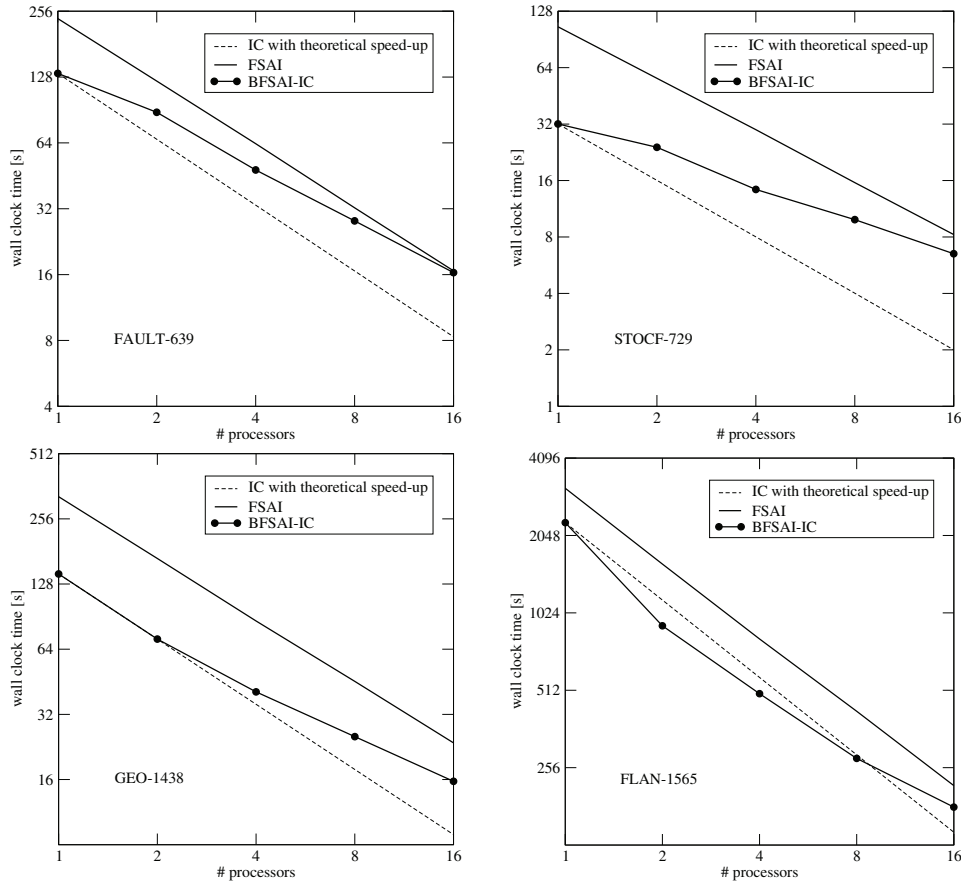 256
128
64
32
16
8
4
wall clock time [s]
IC with theoretical speed-up
FSAI
BFSAI-IC
FAULT-639
1
2
4
8
16
# processors
128
64
32
16
8
4
2
1
wall clock time [s]
IC with theoretical speed-up
FSAI
BFSAI-IC
STOCF-729
1
2
4
8
16
# processors
512
256
128
64
32
16
wall clock time [s]
IC with theoretical speed-up
FSAI
BFSAI-IC
GEO-1438
1
2
4
8
16
# processors
4096
2048
1024
512
256
wall clock time [s]
IC with theoretical speed-up
FSAI
BFSAI-IC
FLAN-1565
1
2
4
8
16
# processors